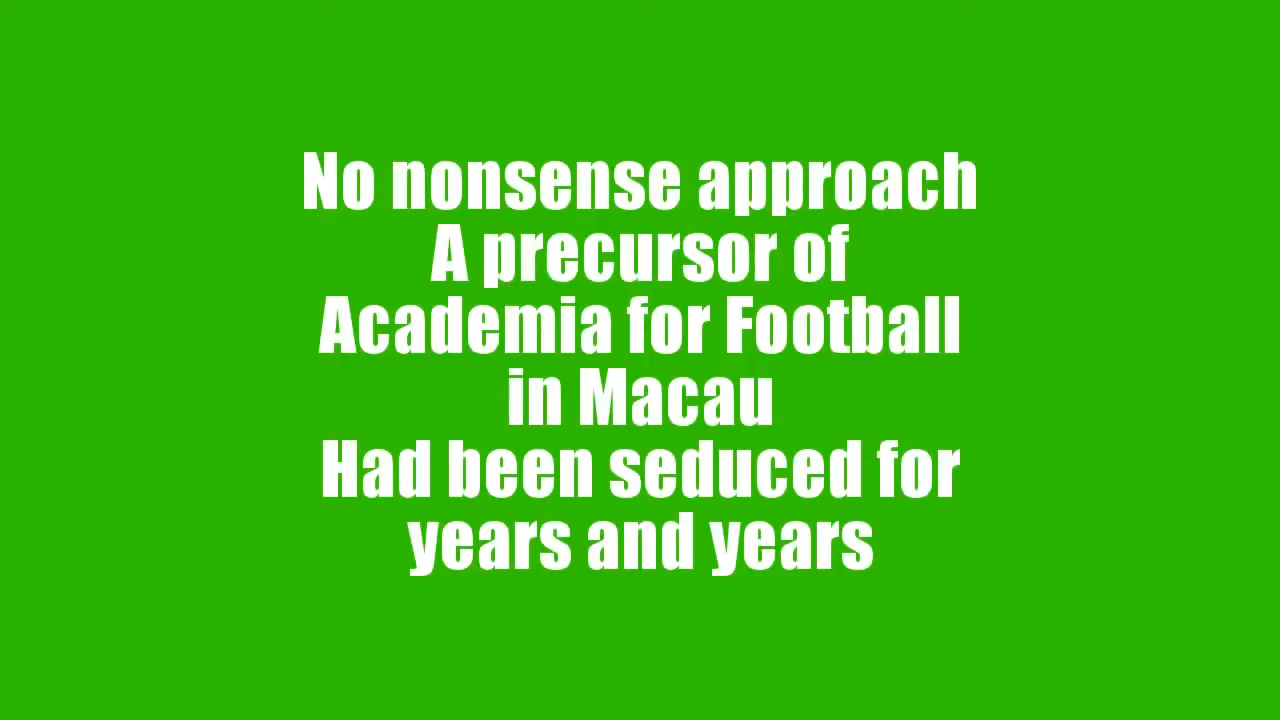 No nonsense approach
A precursor of
Academia for Football
in Macau
Had been seduced for
years and years